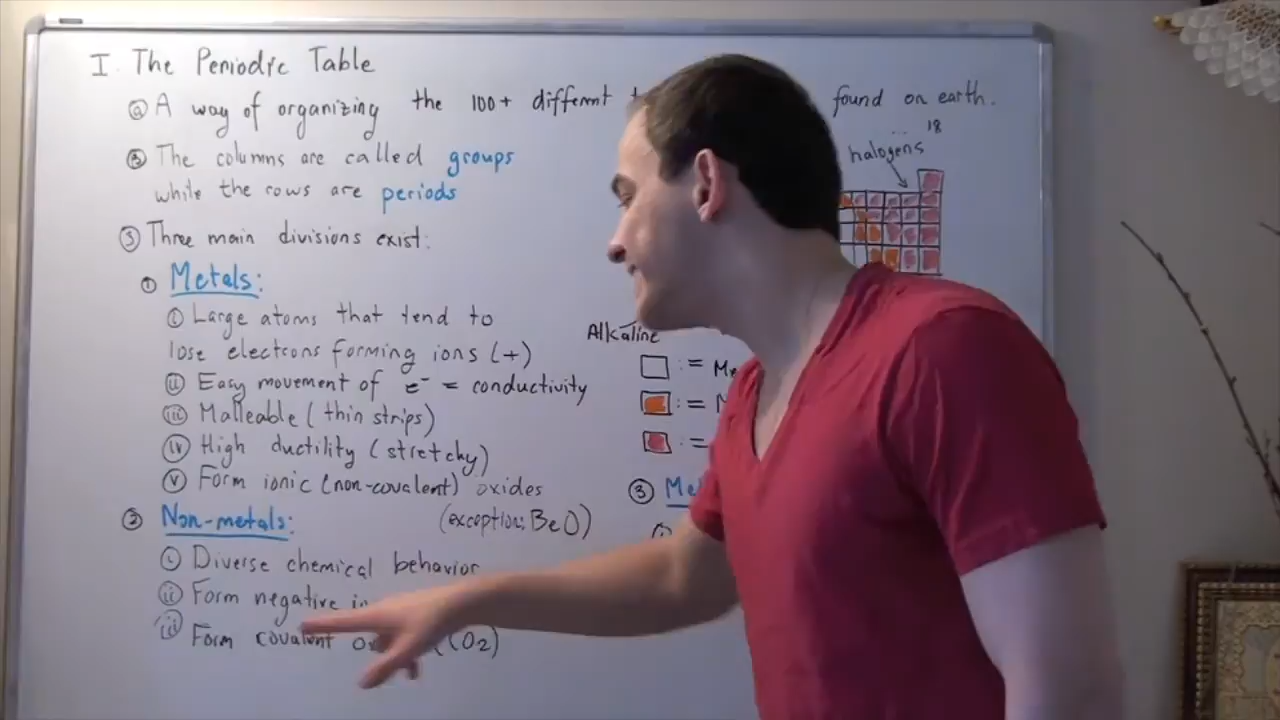 I. The Periodic Table
ⓐ A way of organizing the 100+ different found on earth.
② The columns are called groups
while the rows are periods
③ Three main divisions exist:
① Metals:
ⓘ Large atoms that tend to
lose electrons forming ions (+)
ⓘⓘ Easy movement of e⁻ = conductivity
ⓘⓘⓘ Malleable (thin strips)
ⓘⓥ High ductility (stretchy)
ⓥ Form ionic (non-covalent) oxides
(exception: BeO)
② Non-metals:
ⓘ Diverse chemical behavior
ⓘⓘ Form negative
ⓘⓘⓘ Form covalent (O₂)
... 18
halogens
Alkaline
:=
:=
:=
③